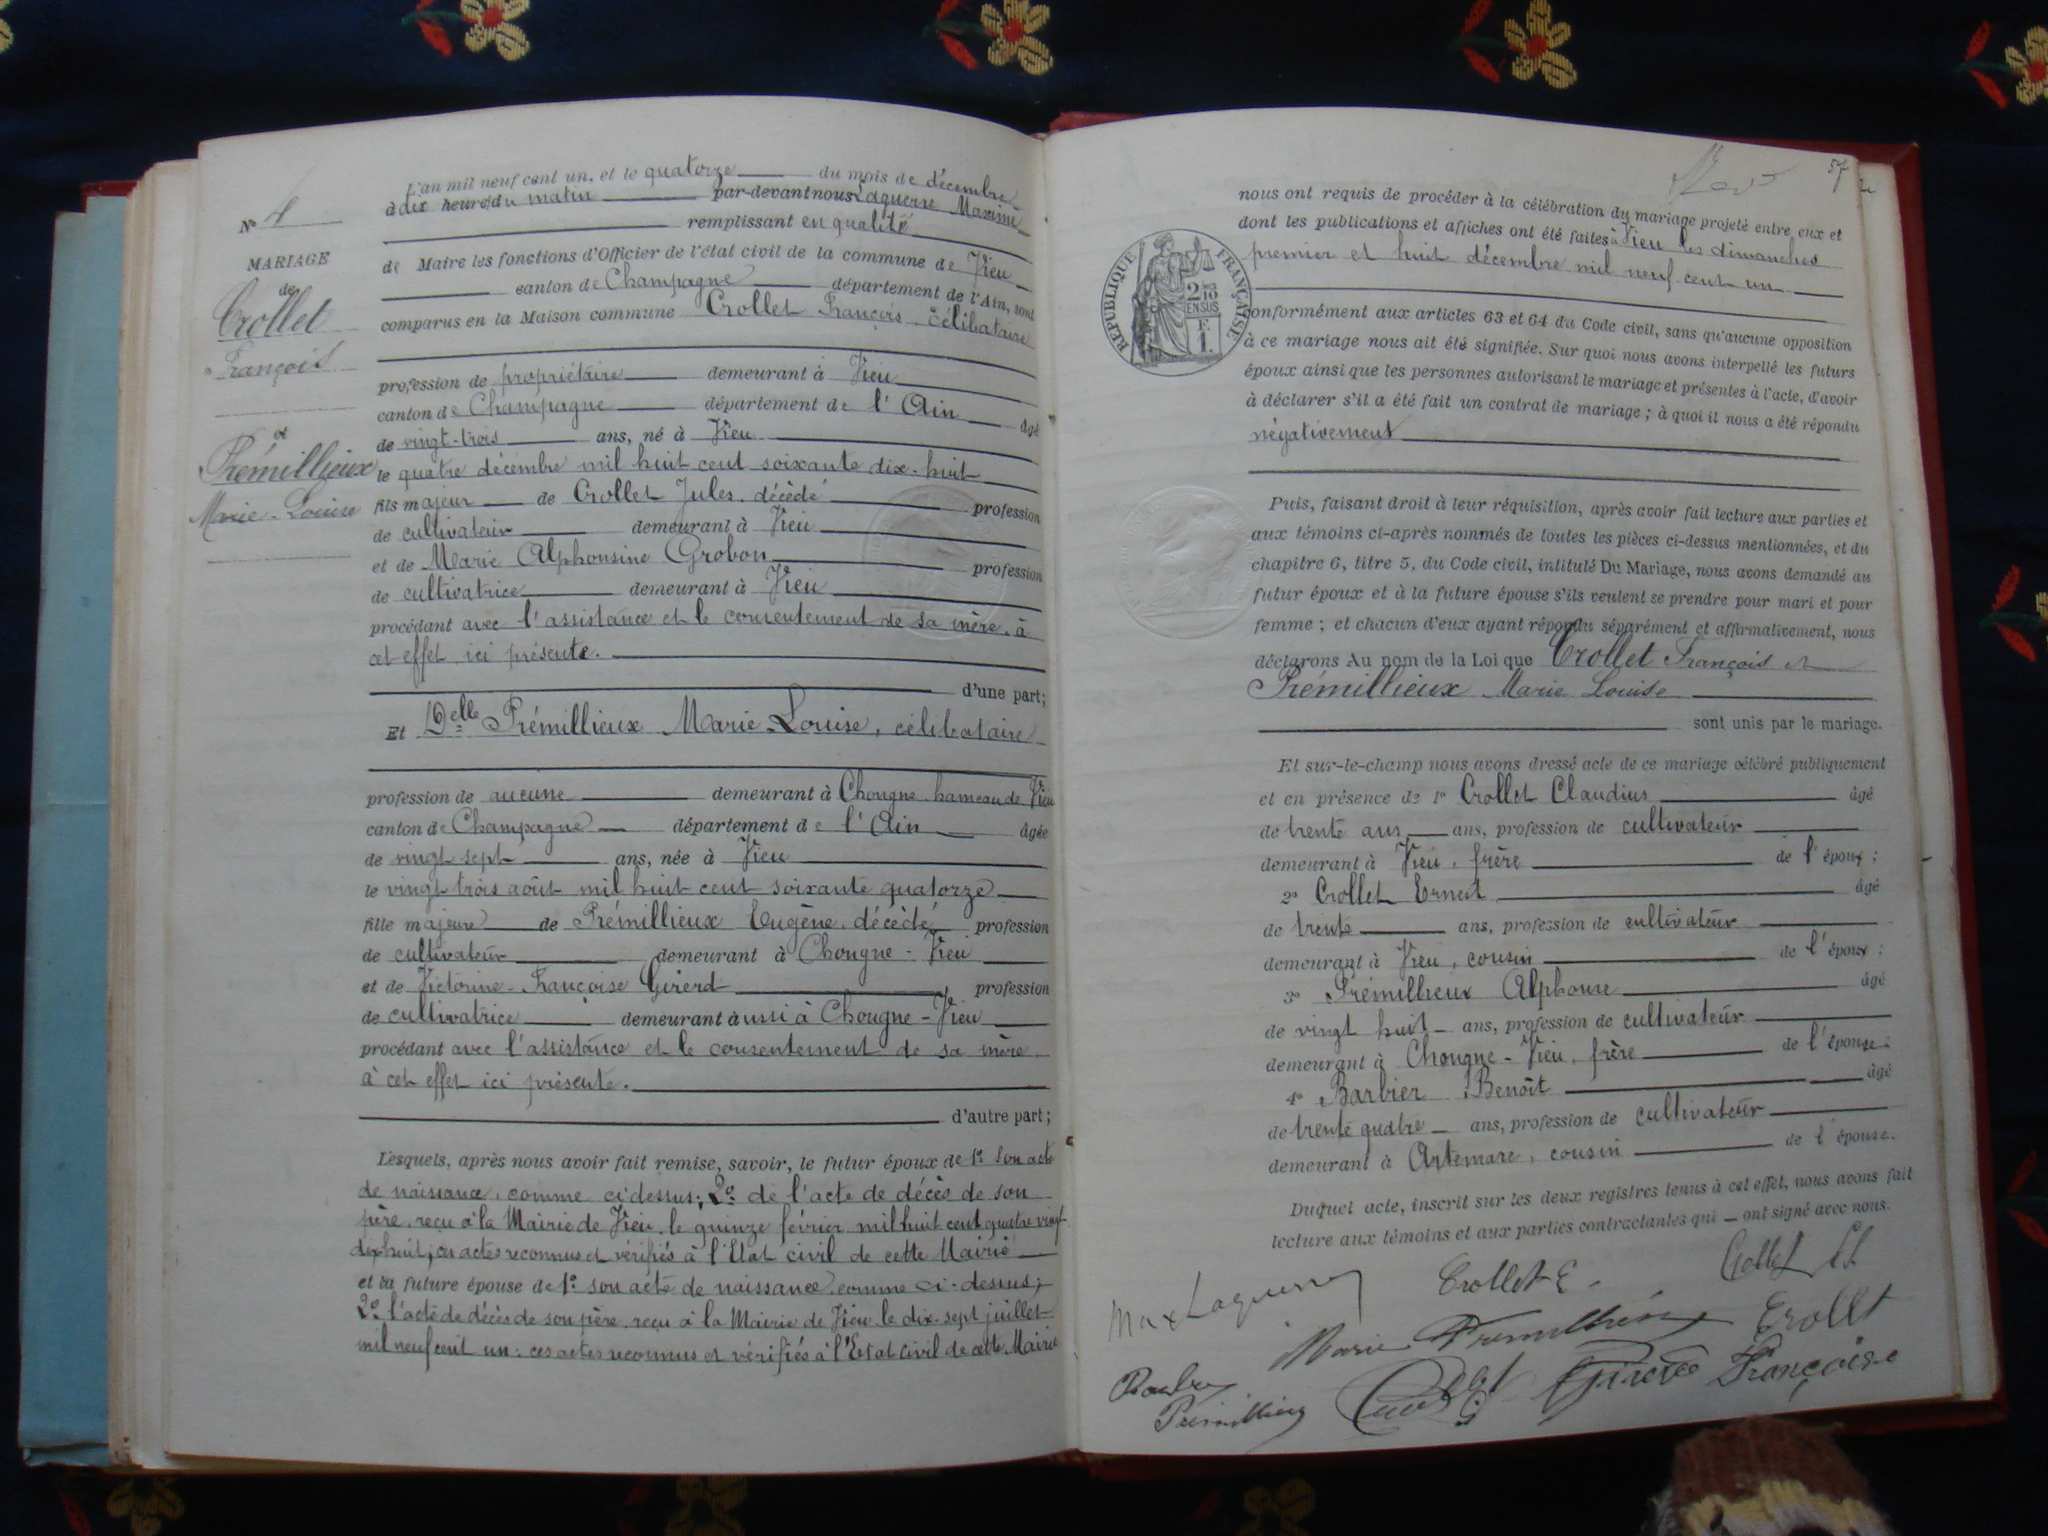 Nº 4
MARIAGE
de
Crollet
François
et
Prémillieux
Marie-Louise
L'an mil neuf cent un, et le quatorze du mois de décembre
à dix heures du matin par-devant nous Laguerre Maxime
remplissant en qualité
de Maire les fonctions d'Officier de l'état civil de la commune de Vieu
canton de Champagne département de l'Ain, sont
comparus en la Maison commune Crollet François célibataire
profession de propriétaire demeurant à Vieu
canton de Champagne département de l'Ain âgé
de vingt-trois ans, né à Vieu
le quatre décembre mil huit cent soixante dix-huit
fils majeur de Crollet Jules, décédé profession
de cultivateur demeurant à Vieu
et de Marie Alphonsine Grobon profession
de cultivatrice demeurant à Vieu
procédant avec l'assistance et le consentement de sa mère, à
cet effet, ici présente.
d'une part;
Et Delle Prémillieux Marie-Louise, célibataire
profession de aucune demeurant à Chongne, hameau de Vieu
canton de Champagne département de l'Ain âgée
de vingt sept ans, née à Vieu
le vingt trois août mil huit cent soixante quatorze
fille majeure de Prémillieux Eugène, décédé, profession
de cultivateur demeurant à Chongne-Vieu
et de Victorine-Françoise Girerd, profession
de cultivatrice demeurant aussi à Chongne-Vieu
procédant avec l'assistance et le consentement de sa mère,
à cet effet ici présente.
d'autre part;
Lesquels, après nous avoir fait remise, savoir, le futur époux de 1º son acte
de naissance, comme ci-dessus; 2º de l'acte de décès de son
père, reçu à la Mairie de Vieu, le quinze février mil huit cent quatre vingt
dix huit; ces actes reconnus et vérifiés à l'Etat civil de cette Mairie
et la future épouse de 1º son acte de naissance, comme ci-dessus;
2º l'acte de décès de son père, reçu à la Mairie de Vieu le dix-sept juillet
mil neuf cent un: ces actes reconnus et vérifiés à l'Etat Civil de cette Mairie
57
nous ont requis de procéder à la célébration du mariage projeté entre eux et
dont les publications et affiches ont été faites à Vieu les dimanches
premier et huit décembre mil neuf cent un
REPUBLIQUE FRANÇAISE
2/10 EN SUS
F.
1.
conformément aux articles 63 et 64 du Code civil, sans qu'aucune opposition
à ce mariage nous ait été signifiée. Sur quoi nous avons interpellé les futurs
époux ainsi que les personnes autorisant le mariage et présentes à l'acte, d'avoir
à déclarer s'il a été fait un contrat de mariage; à quoi il nous a été répondu
négativement
Puis, faisant droit à leur réquisition, après avoir fait lecture aux parties et
aux témoins ci-après nommés de toutes les pièces ci-dessus mentionnées, et du
chapitre 6, titre 5, du Code civil, intitulé Du Mariage, nous avons demandé au
futur époux et à la future épouse s'ils veulent se prendre pour mari et pour
femme; et chacun d'eux ayant répondu séparément et affirmativement, nous
déclarons Au nom de la Loi que Crollet François et
Prémillieux Marie Louise
sont unis par le mariage.
Et sur-le-champ nous avons dressé acte de ce mariage célébré publiquement
et en présence de 1º Crollet Claudius âgé
de trente ans ans, profession de cultivateur
demeurant à Vieu, frère de l'époux;
2º Crollet Ernest âgé
de trente ans, profession de cultivateur
demeurant à Vieu, cousin de l'époux;
3º Prémillieux Alphonse âgé
de vingt huit ans, profession de cultivateur
demeurant à Chongne-Vieu, frère de l'épouse;
4º Barbier Benoît âgé
de trente quatre ans, profession de cultivateur
demeurant à Artemare, cousin de l'épouse.
Duquel acte, inscrit sur les deux registres tenus à cet effet, nous avons fait
lecture aux témoins et aux parties contractantes qui ont signé avec nous.
Max Laguerre Crollet E. Crollet Cl
Marie Prémillieux Crollet
Prémillieux François